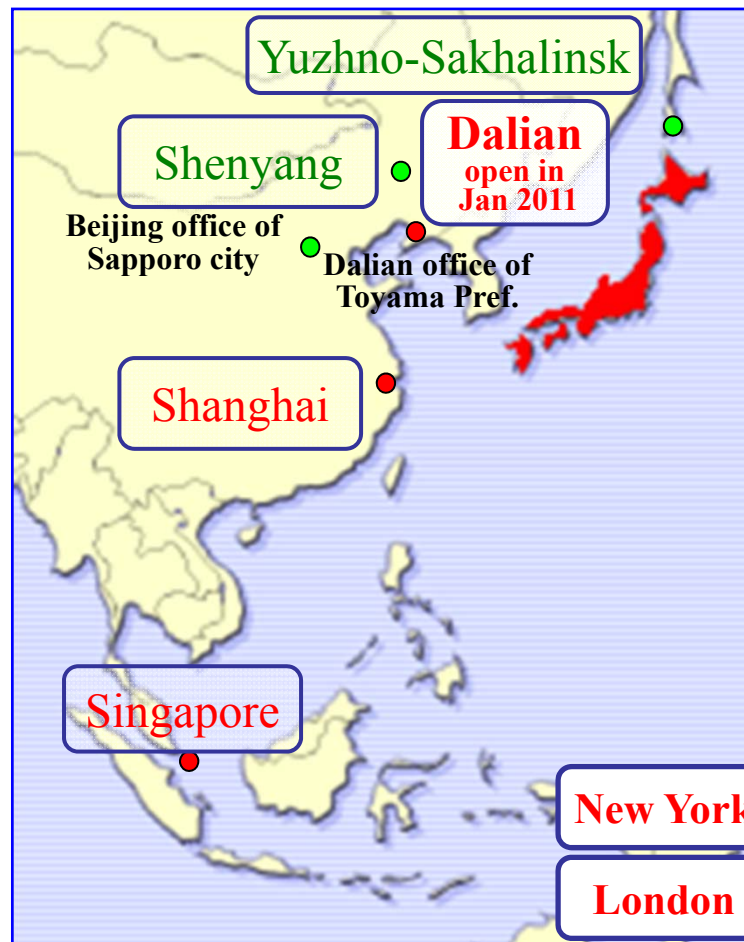 Yuzhno-Sakhalinsk
Shenyang
Dalian
open in
Jan 2011
Beijing office of
Sapporo city
Dalian office of
Toyama Pref.
Shanghai
Singapore
New York
London